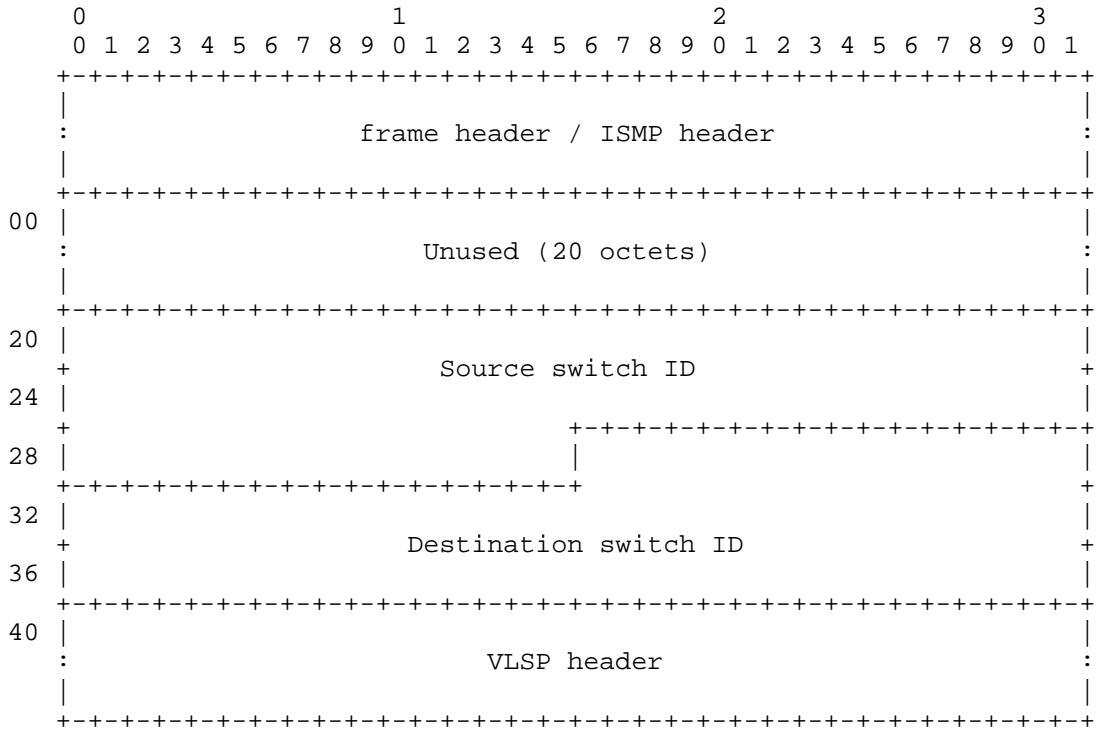 0 1 2 3
0 1 2 3 4 5 6 7 8 9 0 1 2 3 4 5 6 7 8 9 0 1 2 3 4 5 6 7 8 9 0 1
frame header / ISMP header
00
Unused (20 octets)
20
Source switch ID
24
28
32
Destination switch ID
36
40
VLSP header